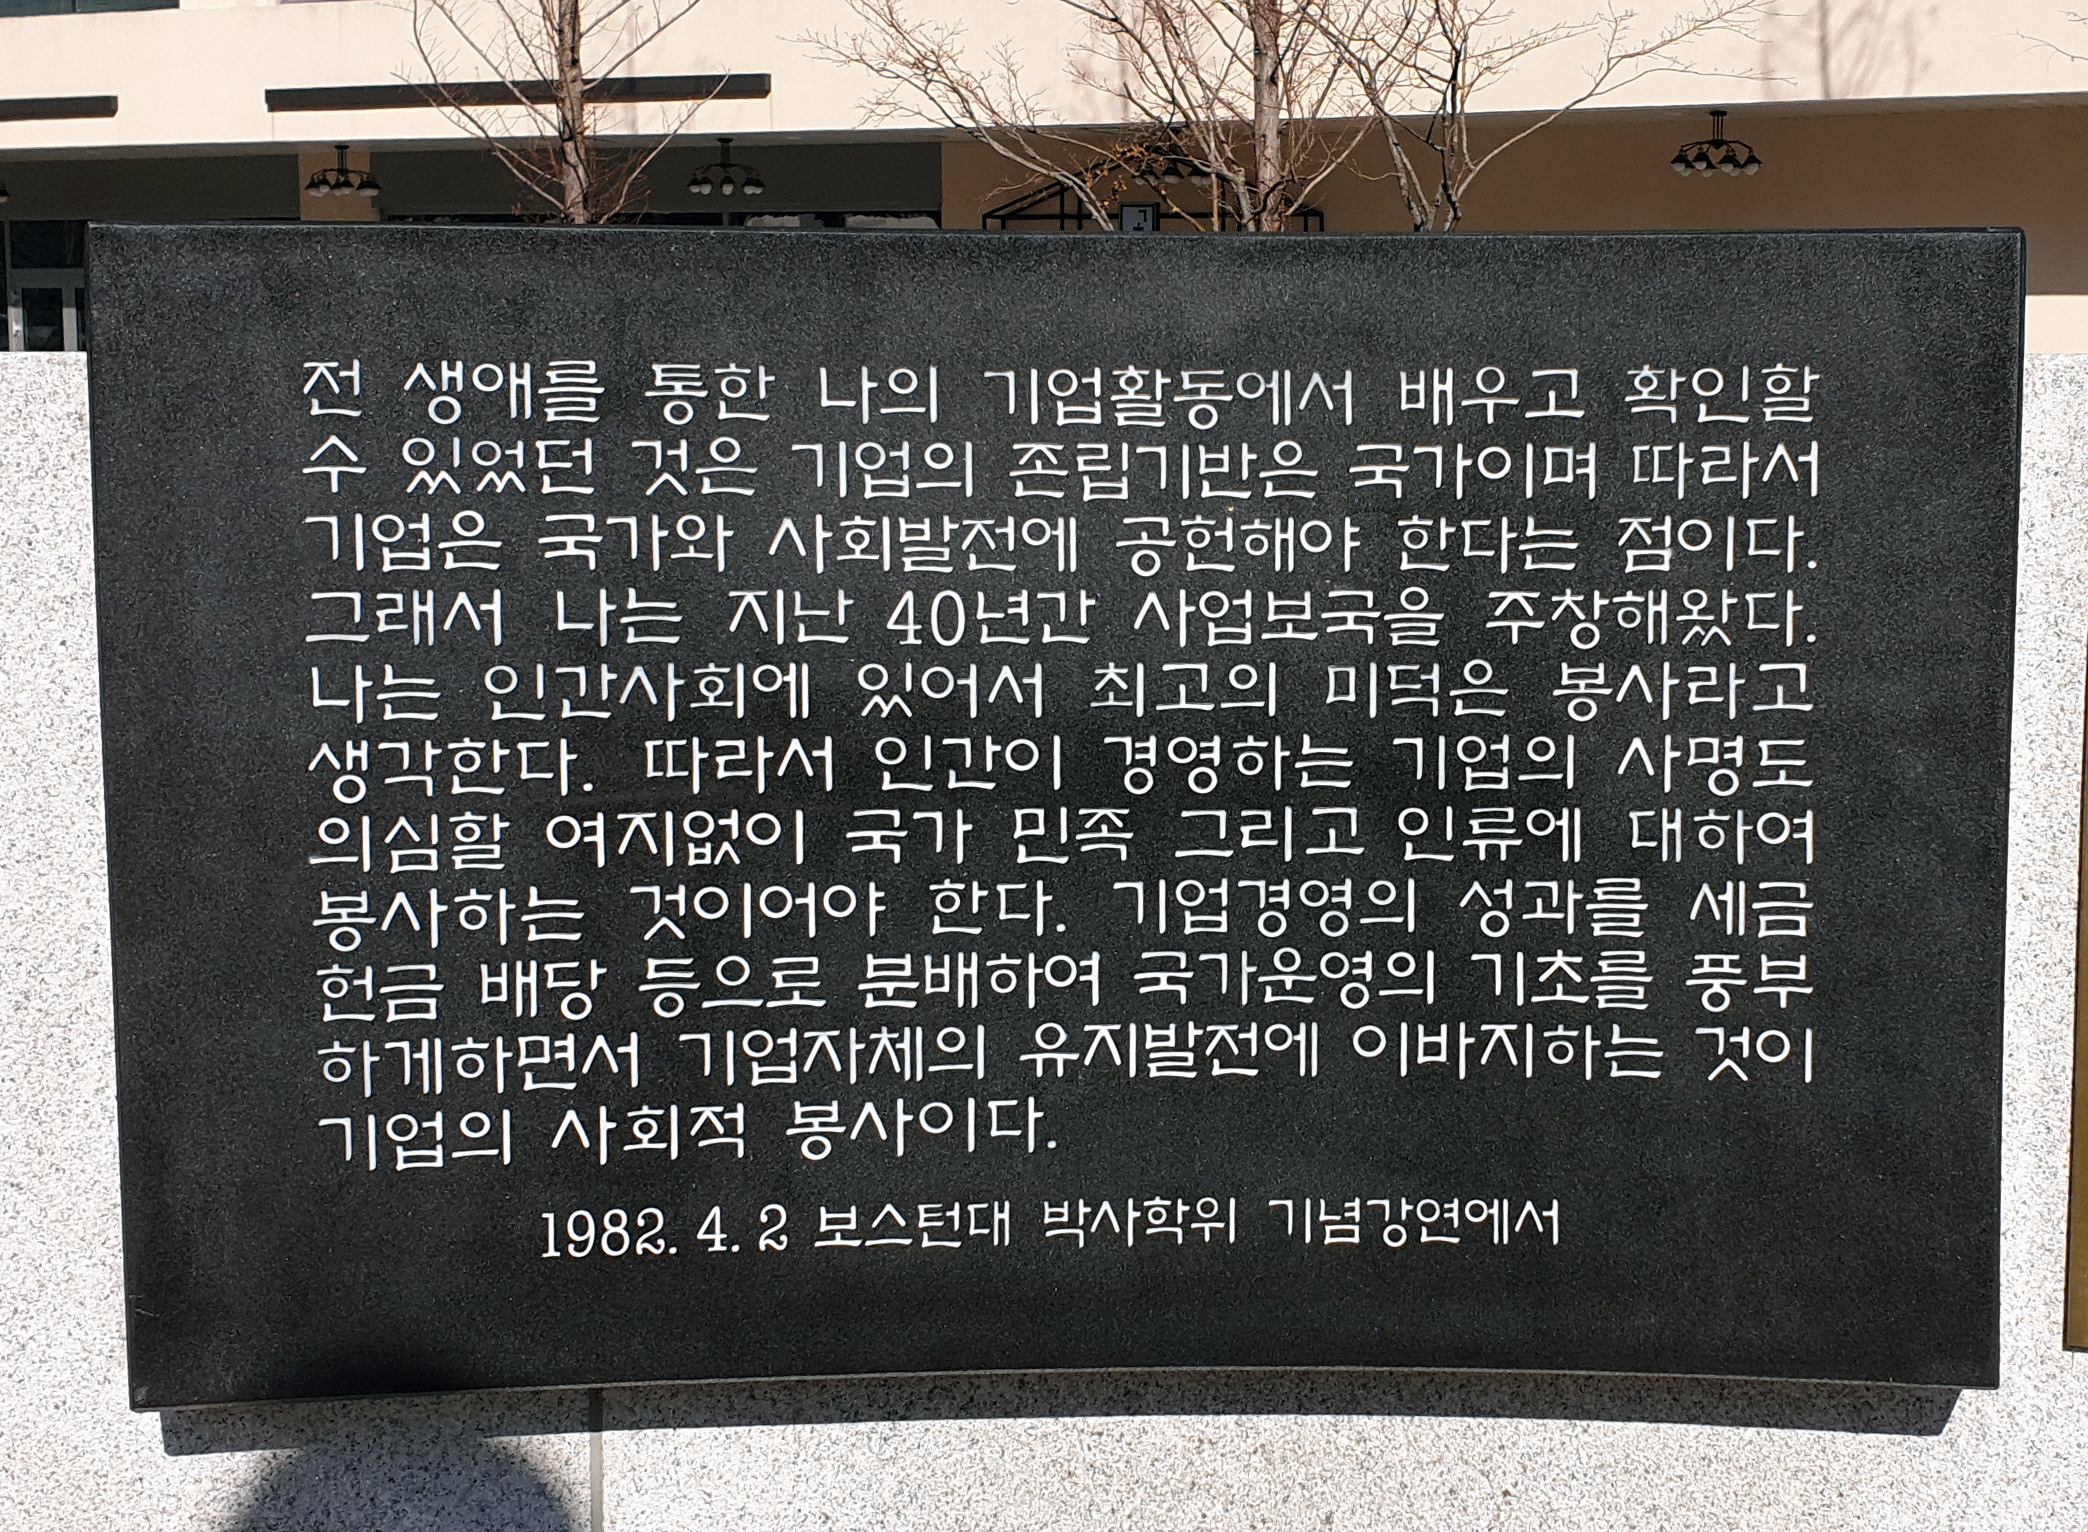 전 생애를 통한 나의 기업활동에서 배우고 확인할
수 있었던 것은 기업의 존립기반은 국가이며 따라서
기업은 국가와 사회발전에 공헌해야 한다는 점이다.
그래서 나는 지난 40년간 사업보국을 주창해왔다.
나는 인간사회에 있어서 최고의 미덕은 봉사라고
생각한다. 따라서 인간이 경영하는 기업의 사명도
의심할 여지없이 국가 민족 그리고 인류에 대하여
봉사하는 것이어야 한다. 기업경영의 성과를 세금
헌금 배당 등으로 분배하여 국가운영의 기초를 풍부
하게하면서 기업자체의 유지발전에 이바지하는 것이
기업의 사회적 봉사이다.
1982. 4. 2 보스턴대 박사학위 기념강연에서